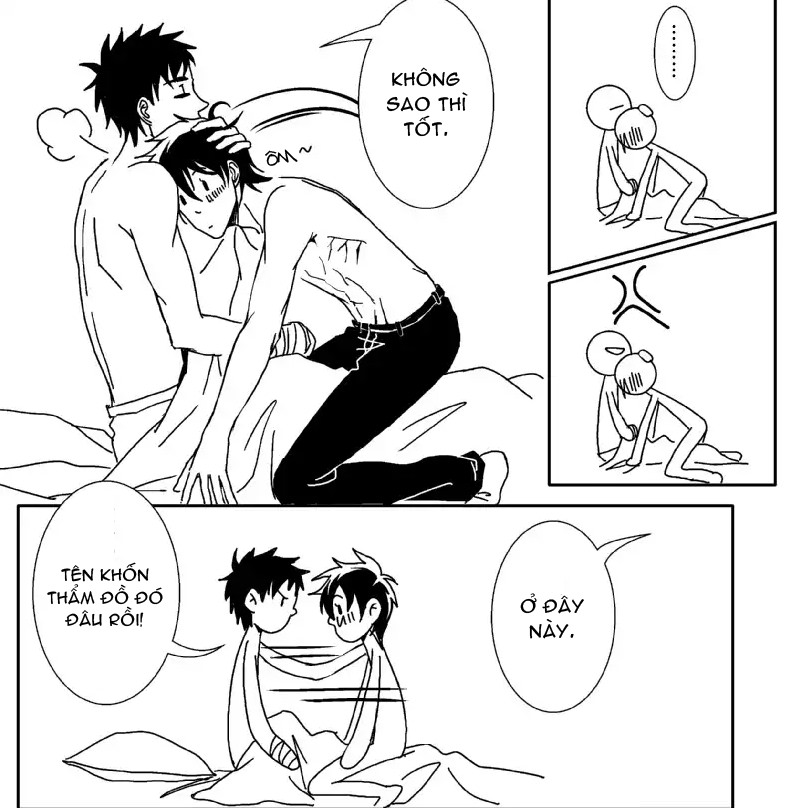 KHÔNG
SAO THÌ
TỐT.
ÔM~
........
TÊN KHỐN
THẨM ĐỒ ĐÓ
ĐÂU RỒI!
Ở ĐÂY
NÀY.